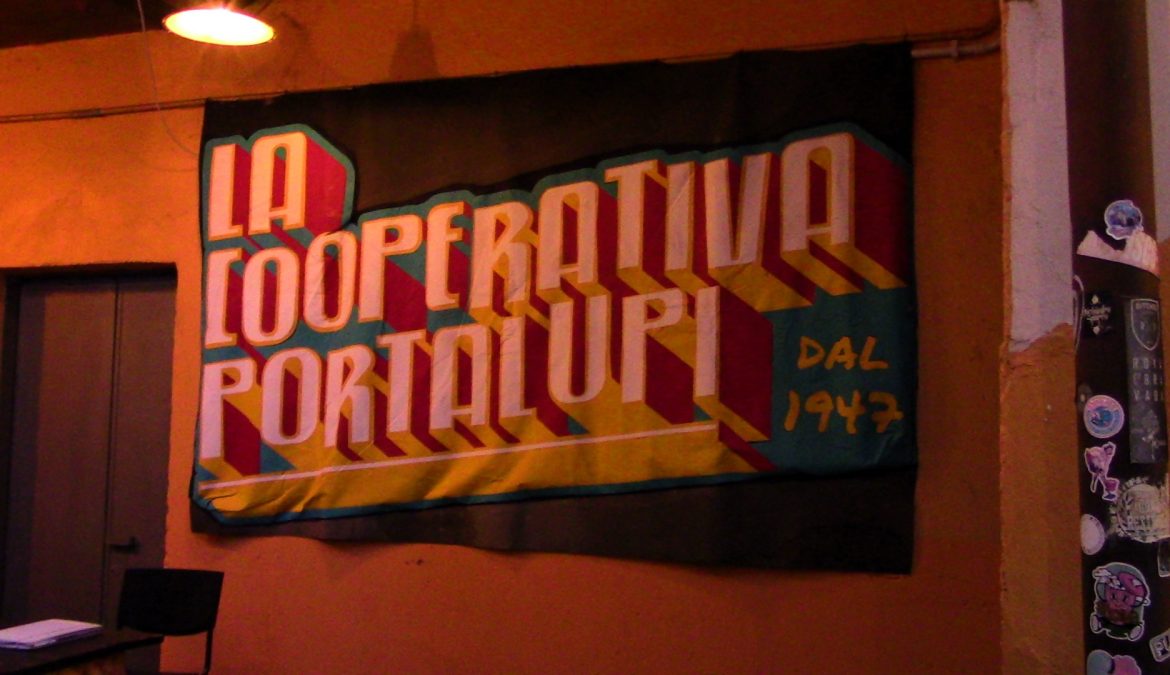 LA
COOPERATIVA
PORTALUPI
DAL
1947